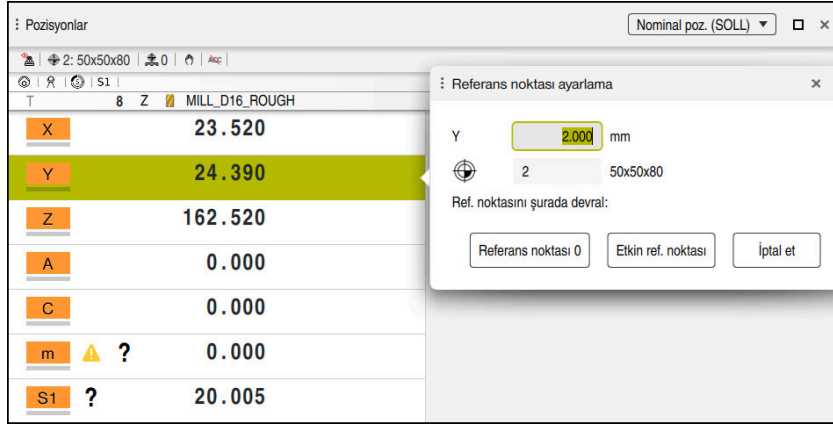 Pozisyonlar
Nominal poz. (SOLL)
2: 50x50x80 0
S1
T 8 Z MILL_D16_ROUGH
X 23.520
Y 24.390
Z 162.520
A 0.000
C 0.000
m ? 0.000
S1 ? 20.005
Referans noktası ayarlama
Y 2.000 mm
2 50x50x80
Ref. noktasını şurada devral:
Referans noktası 0 Etkin ref. noktası İptal et